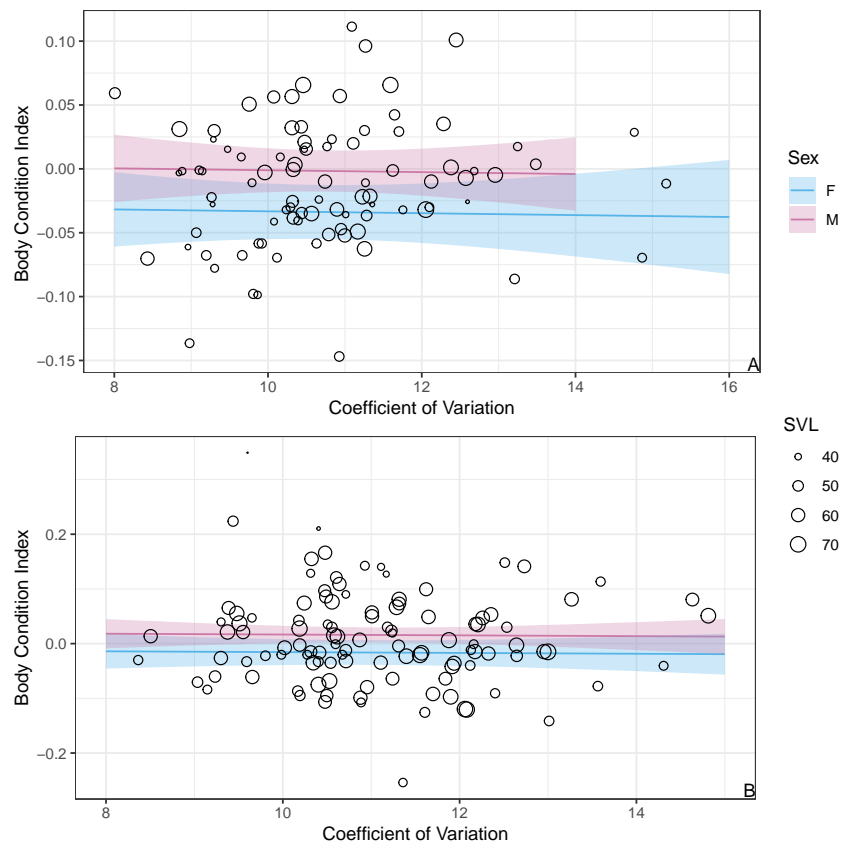 0.10
0.05
0.00
−0.05
−0.10
−0.15
Body Condition Index
8
10
12
14
16
Coefficient of Variation
A
Sex
F
M
SVL
40
50
60
70
0.2
0.0
−0.2
Body Condition Index
8
10
12
14
Coefficient of Variation
B